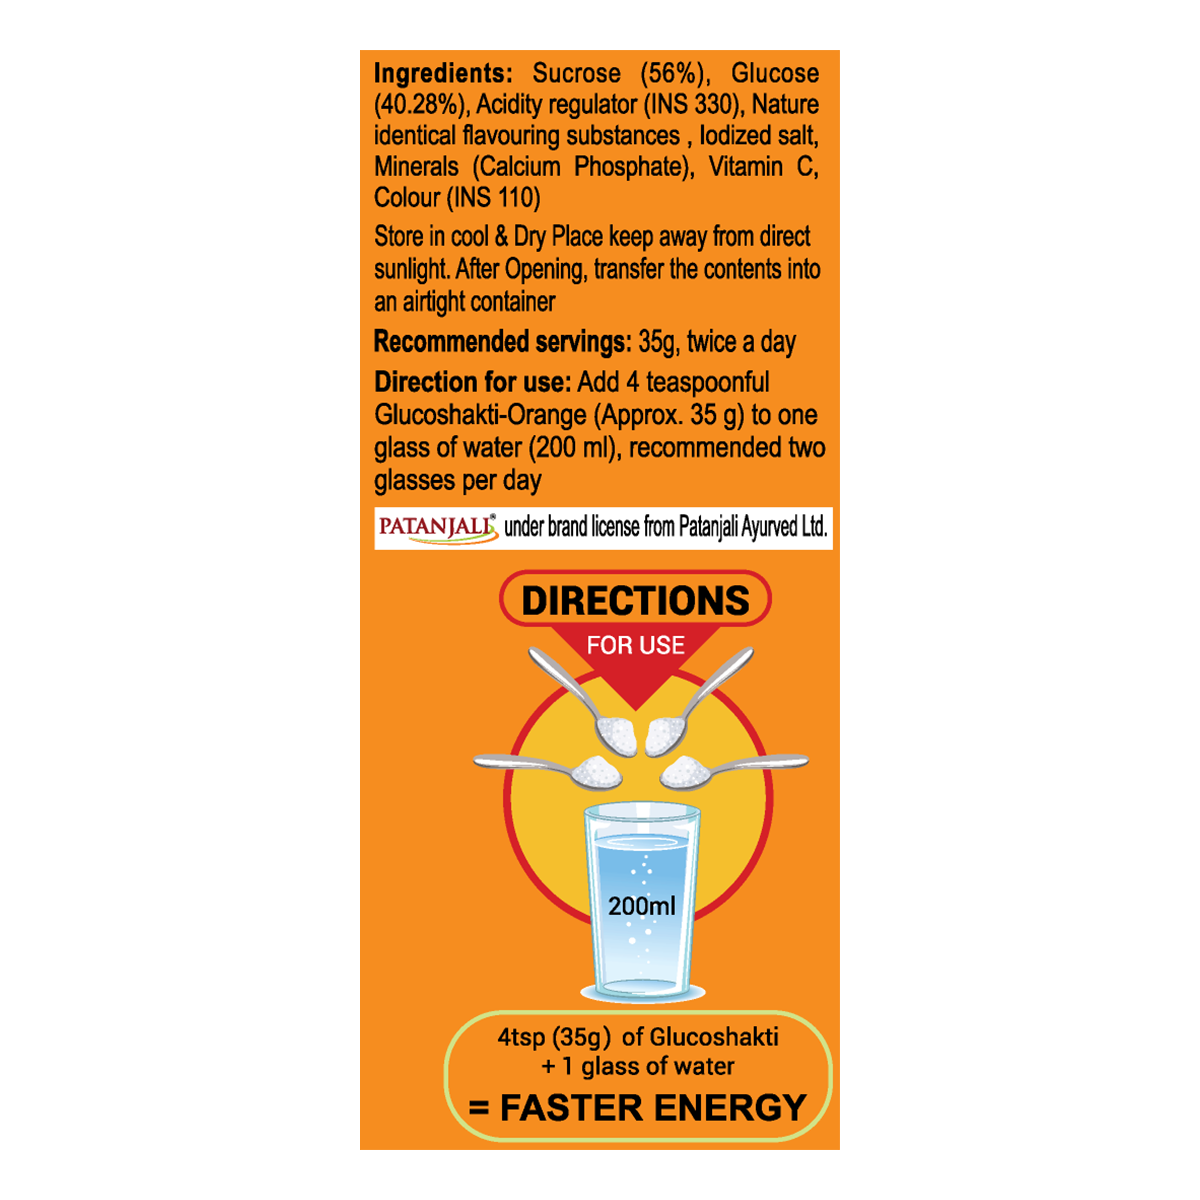 Ingredients: Sucrose (56%), Glucose
(40.28%), Acidity regulator (INS 330), Nature
identical flavouring substances , Iodized salt,
Minerals (Calcium Phosphate), Vitamin C,
Colour (INS 110)
Store in cool & Dry Place keep away from direct
sunlight. After Opening, transfer the contents into
an airtight container
Recommended servings: 35g, twice a day
Direction for use: Add 4 teaspoonful
Glucoshakti-Orange (Approx. 35 g) to one
glass of water (200 ml), recommended two
glasses per day
PATANJALI® under brand license from Patanjali Ayurved Ltd.
DIRECTIONS
FOR USE
200ml
4tsp (35g) of Glucoshakti
+ 1 glass of water
= FASTER ENERGY